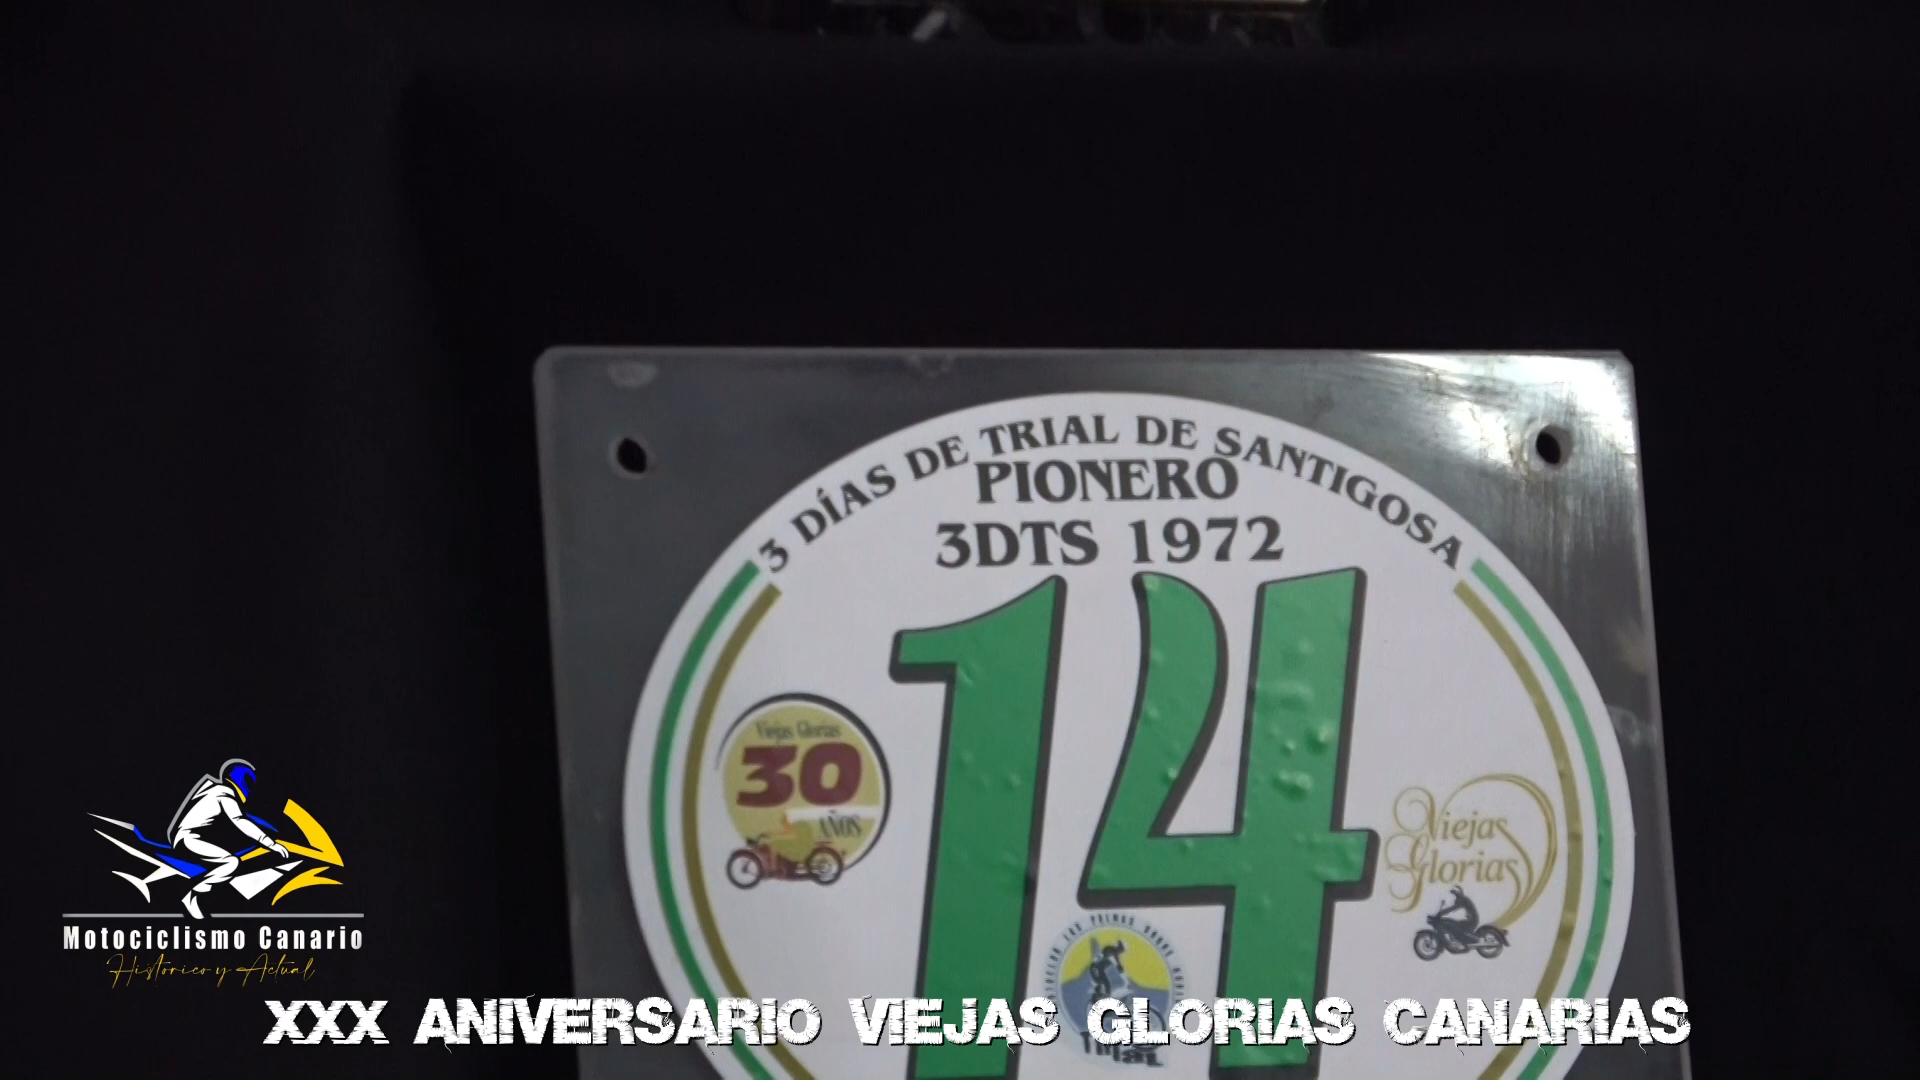 3 DÍAS DE TRIAL DE SANTIGOSA
PIONERO
3DTS 1972
14
Viejas Glorias
30
AÑOS
Viejas
Glorias
TRIAL
Motociclismo Canario
Histórico y Actual
XXX ANIVERSARIO VIEJAS GLORIAS CANARIAS